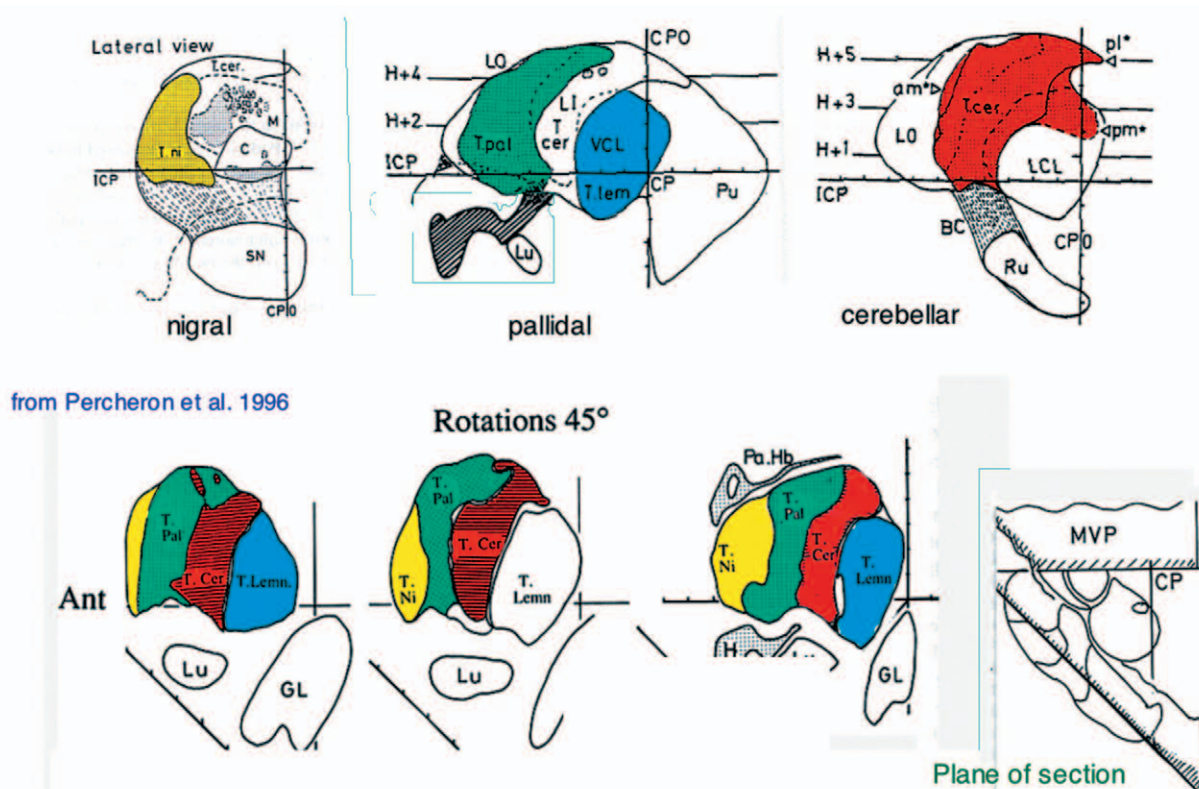 Lateral view
T.cer.
M
C
ICP
SN
CP 0
nigral
H+4
H+2
ICP
LO
CPO
LI
T.pal
T
cer
VCL
T.lem
CP
Pu
Lu
pallidal
H+5
H+3
H+1
ICP
am*
LO
T.cer
pl*
pm*
LCL
BC
CPO
Ru
cerebellar
from Percheron et al. 1996
Rotations 45°
Ant
T.
Pal
T. Cer
T.Lemn.
Lu
GL
T.
Pal
T. Cer
T.
Ni
T.
Lemn
Lu
Pa.Hb
T.
Pal
T.
Ni
T.
Cer
T.
Lemn
H
GL
MVP
CP
Plane of section